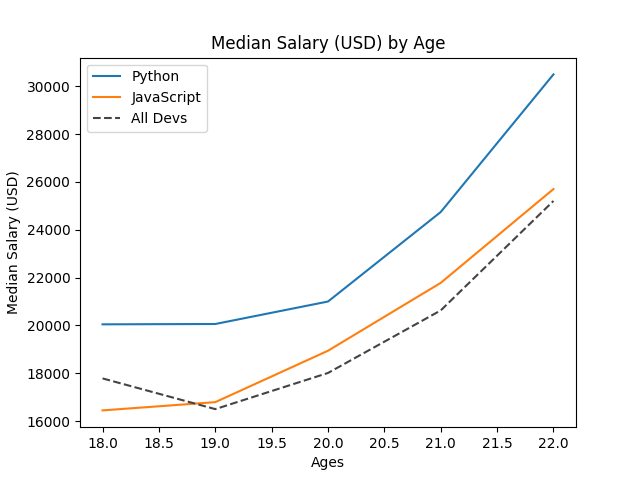 Median Salary (USD) by Age
Python
JavaScript
All Devs
Median Salary (USD)
30000
28000
26000
24000
22000
20000
18000
16000
18.0 18.5 19.0 19.5 20.0 20.5 21.0 21.5 22.0
Ages